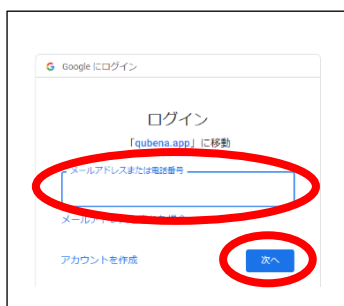 Google にログイン
ログイン
「qubena.app」に移動
メールアドレスまたは電話番号
アカウントを作成
次へ